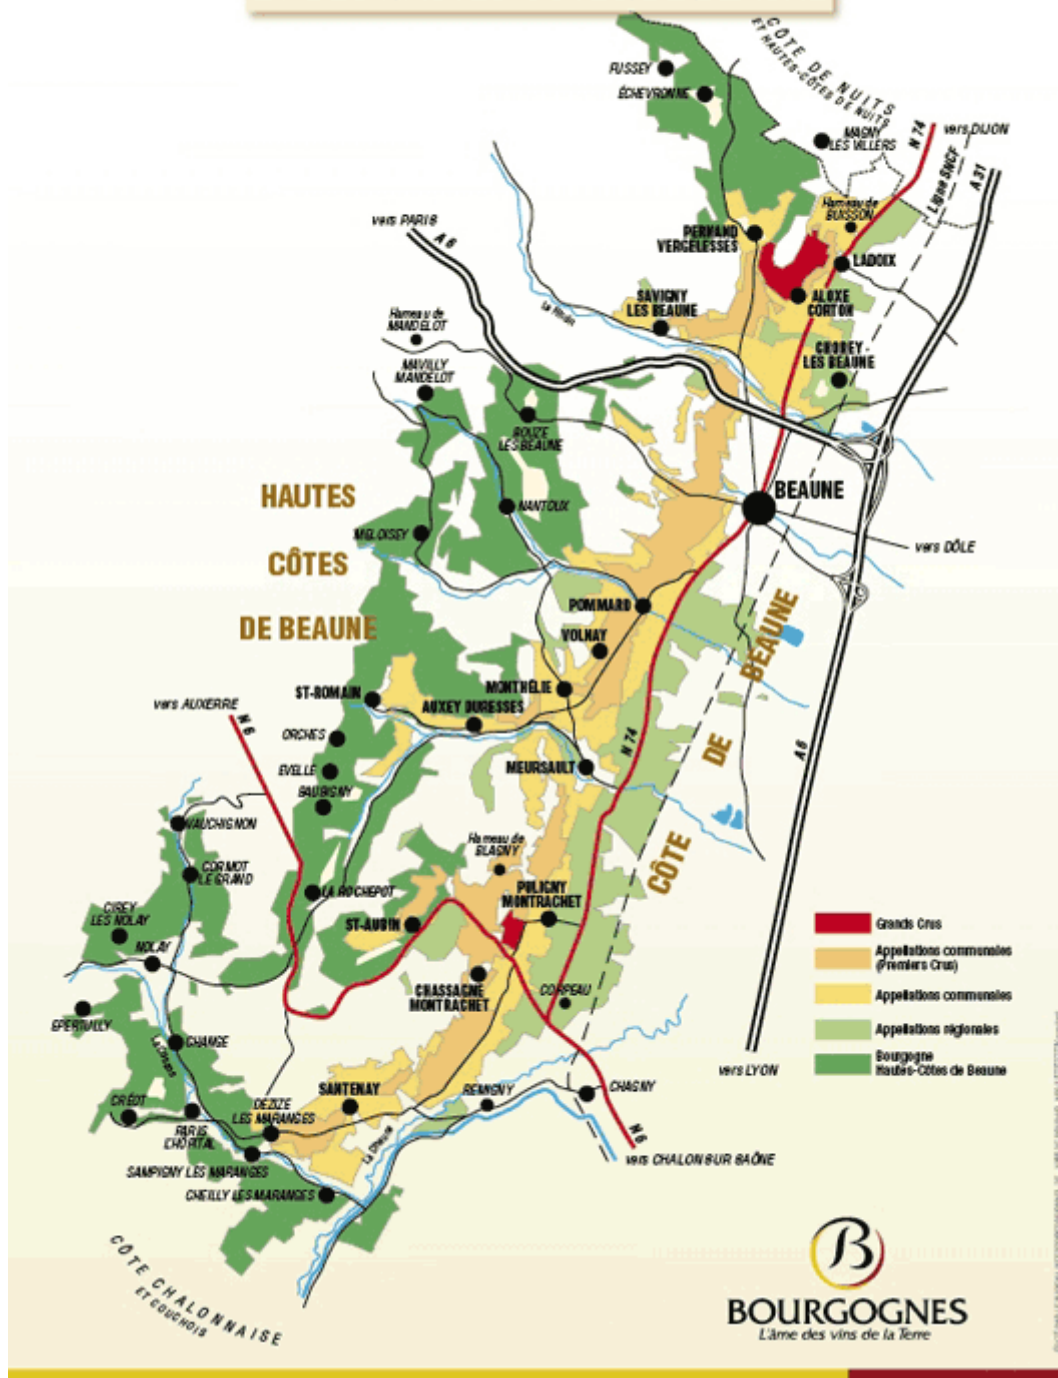 CÔTE DE NUITS
ET HAUTES-CÔTES DE NUITS
FUSSEY
ÉCHEVRONNE
MAGNY
LES VILLERS
N 74
vers DIJON
Ligne SNCF
A 31
Hameau de
BUISSON
vers PARIS
A 6
PERNAND
VERGELESSES
LADOIX
SAVIGNY
LES BEAUNE
ALOXE
CORTON
Hameau de
MANDELOT
CHOREY-
LES BEAUNE
MAVILLY
MANDELOT
BOUZE
LES BEAUNE
BEAUNE
HAUTES
CÔTES
DE BEAUNE
NANTOUX
MELOISEY
vers DÔLE
POMMARD
VOLNAY
CÔTE DE BEAUNE
MONTHÉLIE
ST-ROMAIN
AUXEY DURESSES
vers AUXERRE
N 6
ORCHES
EVELLE
BAUBIGNY
MEURSAULT
N 74
A 6
VAUCHIGNON
CORMOT
LE GRAND
Hameau de
BLAGNY
LA ROCHEPOT
PULIGNY
MONTRACHET
CIREY
LES NOLAY
ST-AUBIN
NOLAY
CHASSAGNE
MONTRACHET
CORPEAU
EPERTULLY
CHANGE
Grands Crus
Appellations communales
(Premiers Crus)
Appellations communales
Appellations régionales
Bourgogne
Hautes-Côtes de Beaune
vers LYON
CRÉOT
PARIS
L'HÔPITAL
DEZIZE
LES MARANGES
SANTENAY
REMIGNY
CHAGNY
La Dheune
N6
vers CHALON SUR SAÔNE
SAMPIGNY LES MARANGES
CHEILLY LES MARANGES
CÔTE CHALONNAISE
ET COUCHOIS
B
BOURGOGNES
L'âme des vins de la Terre